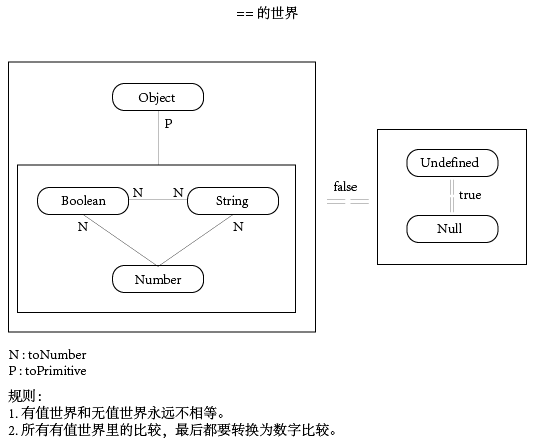 == 的世界
Object
P
Boolean
N
N
String
N
N
Number
false
Undefined
true
Null
N : toNumber
P : toPrimitive
规则：
1. 有值世界和无值世界永远不相等。
2. 所有有值世界里的比较，最后都要转换为数字比较。